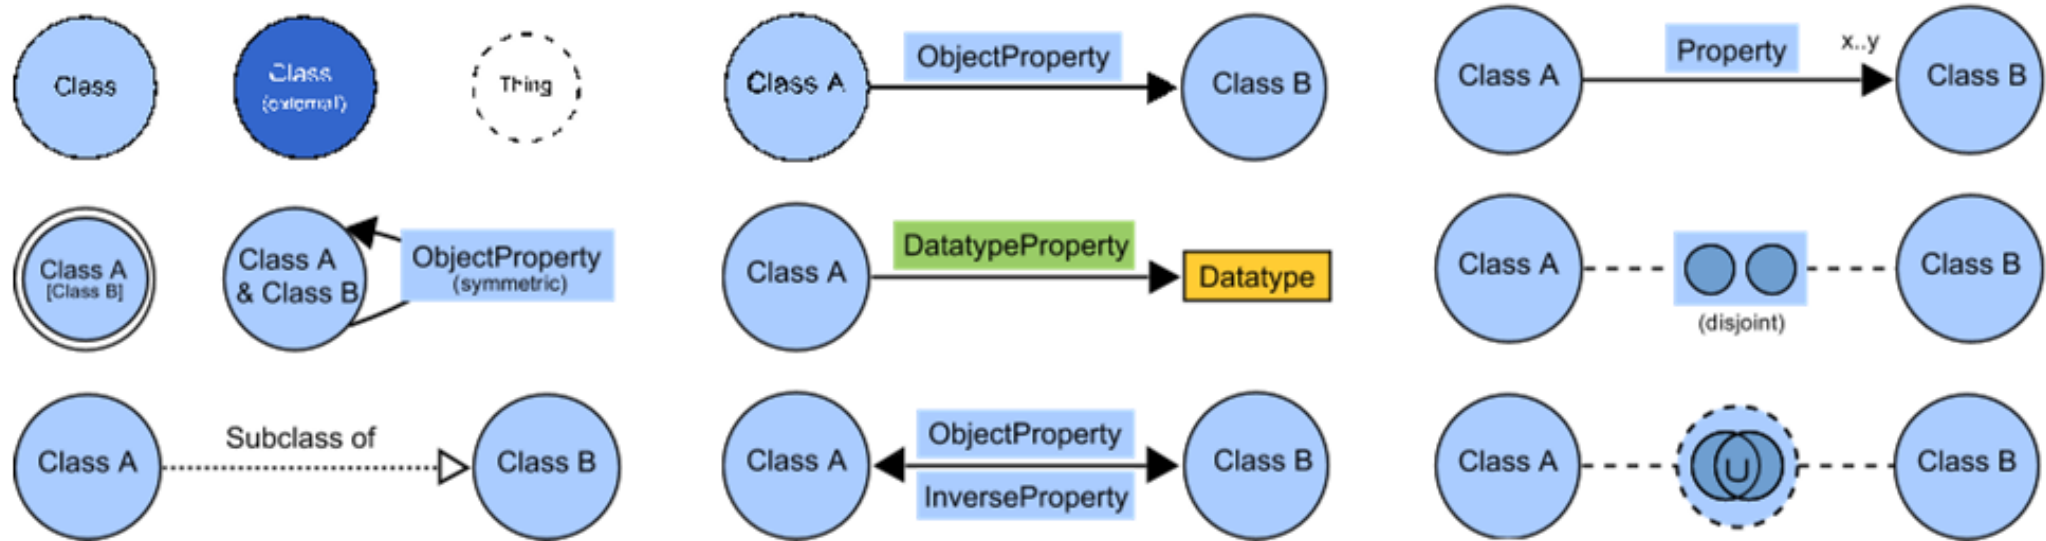 Class
Class
(external)
Thing
Class A
ObjectProperty
Class B
Class A
Property
x..y
Class B
Class A
[Class B]
Class A
& Class B
ObjectProperty
(symmetric)
Class A
DatatypeProperty
Datatype
Class A
(disjoint)
Class B
Class A
Subclass of
Class B
Class A
ObjectProperty
InverseProperty
Class B
Class A
U
Class B